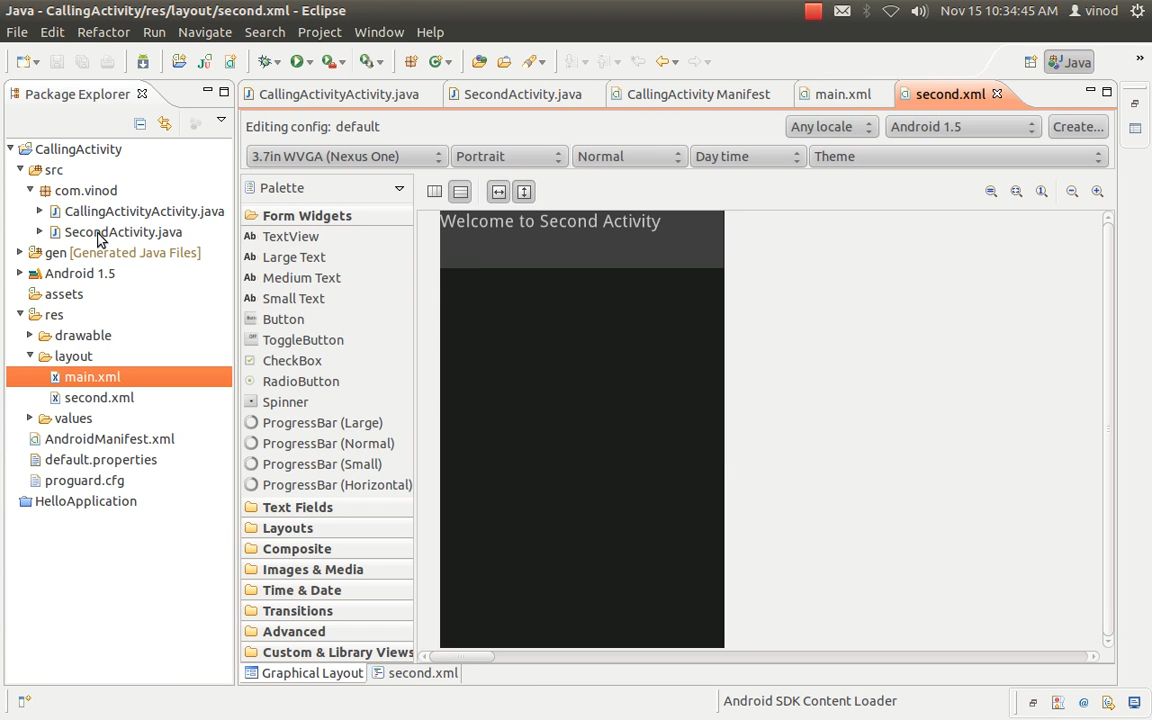 Java - CallingActivity/res/layout/second.xml - Eclipse
Nov 15 10:34:45 AM vinod
File Edit Refactor Run Navigate Search Project Window Help
Java »
Package Explorer
CallingActivityActivity.java SecondActivity.java CallingActivity Manifest main.xml second.xml
Editing config: default Any locale Android 1.5 Create...
3.7in WVGA (Nexus One) Portrait Normal Day time Theme
CallingActivity
src
com.vinod
CallingActivityActivity.java
SecondActivity.java
gen [Generated Java Files]
Android 1.5
assets
res
drawable
layout
main.xml
second.xml
values
AndroidManifest.xml
default.properties
proguard.cfg
HelloApplication
Palette
Form Widgets
Ab TextView
Ab Large Text
Ab Medium Text
Ab Small Text
Button
ToggleButton
CheckBox
RadioButton
Spinner
ProgressBar (Large)
ProgressBar (Normal)
ProgressBar (Small)
ProgressBar (Horizontal)
Text Fields
Layouts
Composite
Images & Media
Time & Date
Transitions
Advanced
Custom & Library Views
Welcome to Second Activity
Graphical Layout second.xml
Android SDK Content Loader